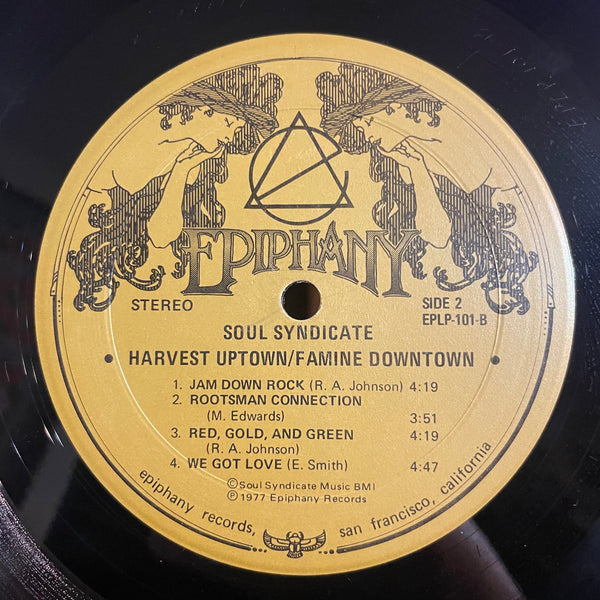 EPIPHANY
STEREO
SIDE 2
EPLP-101-B
SOUL SYNDICATE
• HARVEST UPTOWN/FAMINE DOWNTOWN •
1. JAM DOWN ROCK (R. A. Johnson) 4:19
2. ROOTSMAN CONNECTION
(M. Edwards) 3:51
3. RED, GOLD, AND GREEN 4:19
(R. A. Johnson)
4. WE GOT LOVE (E. Smith) 4:47
©Soul Syndicate Music BMI
℗1977 Epiphany Records
epiphany records, san francisco, california